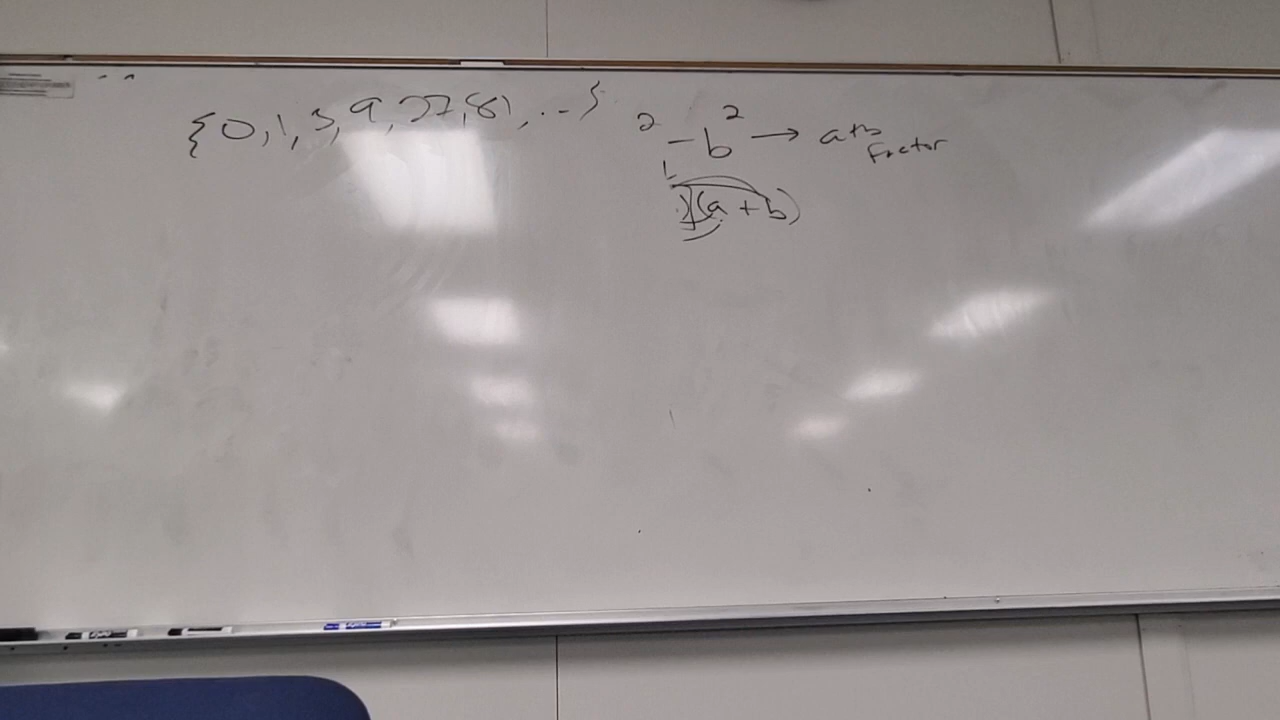 {0, 1, 3, 9, 27, 81, ...}
² - b² → a+b
factor
)(a + b)